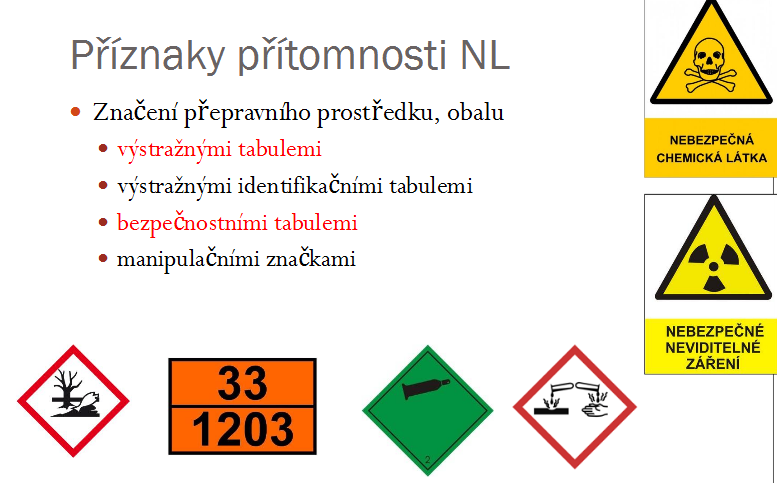 Příznaky přítomnosti NL
Značení přepravního prostředku, obalu
výstražnými tabulemi
výstražnými identifikačními tabulemi
bezpečnostními tabulemi
manipulačními značkami
NEBEZPEČNÁ
CHEMICKÁ LÁTKA
NEBEZPEČNÉ
NEVIDITELNÉ
ZÁŘENÍ
33
1203
2